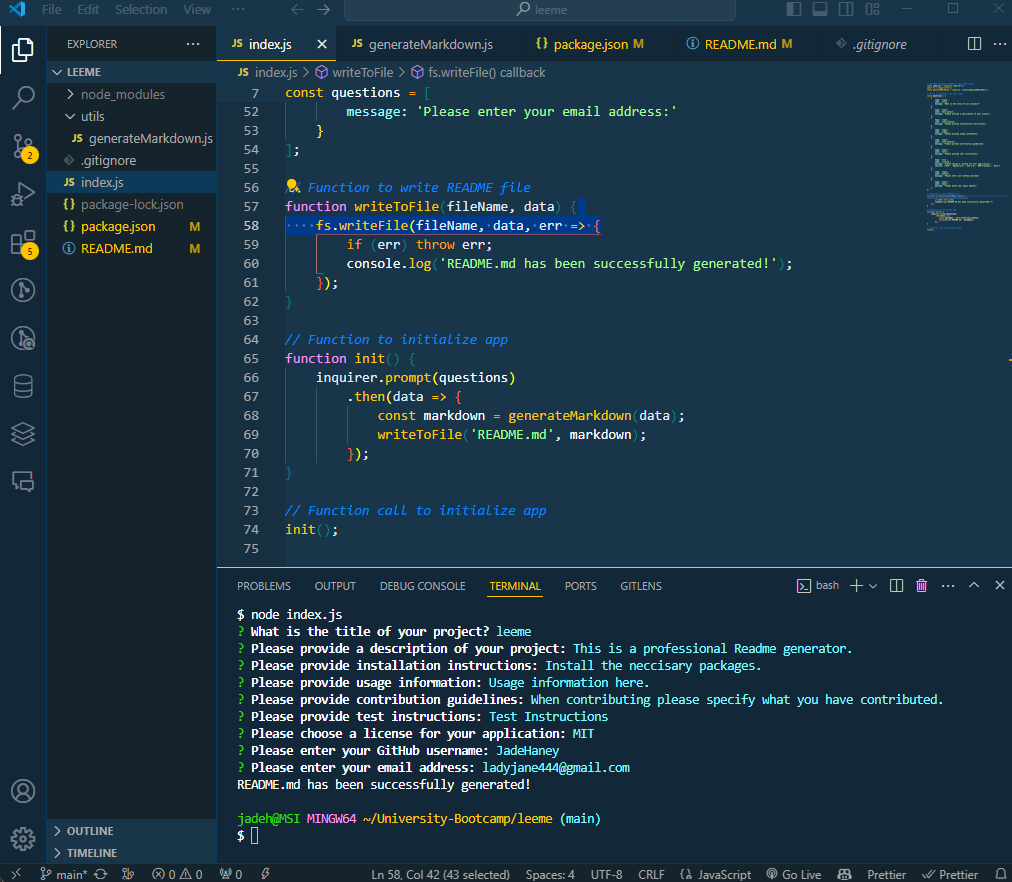 File Edit Selection View ··· leeme
EXPLORER ···
LEEME
node_modules
utils
JS generateMarkdown.js
.gitignore
JS index.js
{} package-lock.json
{} package.json M
README.md M
OUTLINE
TIMELINE
2
5
JS index.js JS generateMarkdown.js {} package.json M README.md M .gitignore ···
JS index.js > writeToFile > fs.writeFile() callback
7 const questions = [
52 message: 'Please enter your email address:'
53 }
54 ];
55
56 // Function to write README file
57 function writeToFile(fileName, data) {
58 ····fs.writeFile(fileName, data, err => {
59 if (err) throw err;
60 console.log('README.md has been successfully generated!');
61 });
62 }
63
64 // Function to initialize app
65 function init() {
66 inquirer.prompt(questions)
67 .then(data => {
68 const markdown = generateMarkdown(data);
69 writeToFile('README.md', markdown);
70 });
71 }
72
73 // Function call to initialize app
74 init();
75
PROBLEMS OUTPUT DEBUG CONSOLE TERMINAL PORTS GITLENS bash ···
$ node index.js
? What is the title of your project? leeme
? Please provide a description of your project: This is a professional Readme generator.
? Please provide installation instructions: Install the neccisary packages.
? Please provide usage information: Usage information here.
? Please provide contribution guidelines: When contributing please specify what you have contributed.
? Please provide test instructions: Test Instructions
? Please choose a license for your application: MIT
? Please enter your GitHub username: JadeHaney
? Please enter your email address: ladyjane444@gmail.com
README.md has been successfully generated!
jadeh@MSI MINGW64 ~/University-Bootcamp/leeme (main)
$
main* 0 0 0 Ln 58, Col 42 (43 selected) Spaces: 4 UTF-8 CRLF {} JavaScript Go Live Prettier Prettier